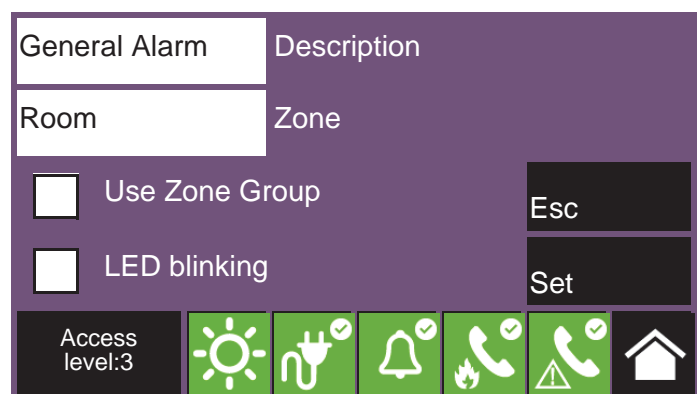 General Alarm Description
Room Zone
Use Zone Group
Esc
LED blinking
Set
Access
level:3